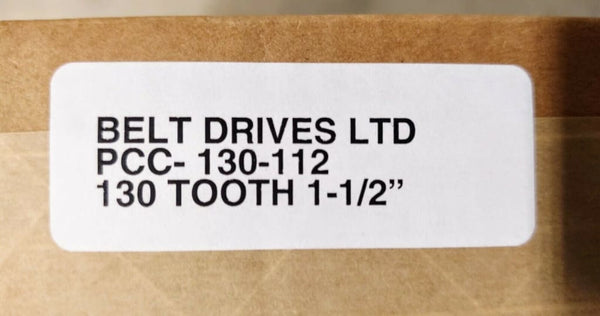 BELT DRIVES LTD
PCC- 130-112
130 TOOTH 1-1/2”